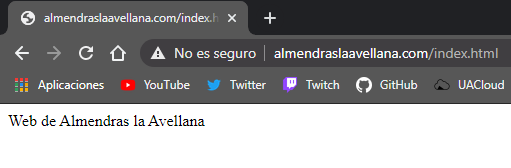 almendraslaavellana.com/index.h
No es seguro almendraslaavellana.com/index.html
Aplicaciones YouTube Twitter Twitch GitHub UACloud
Web de Almendras la Avellana